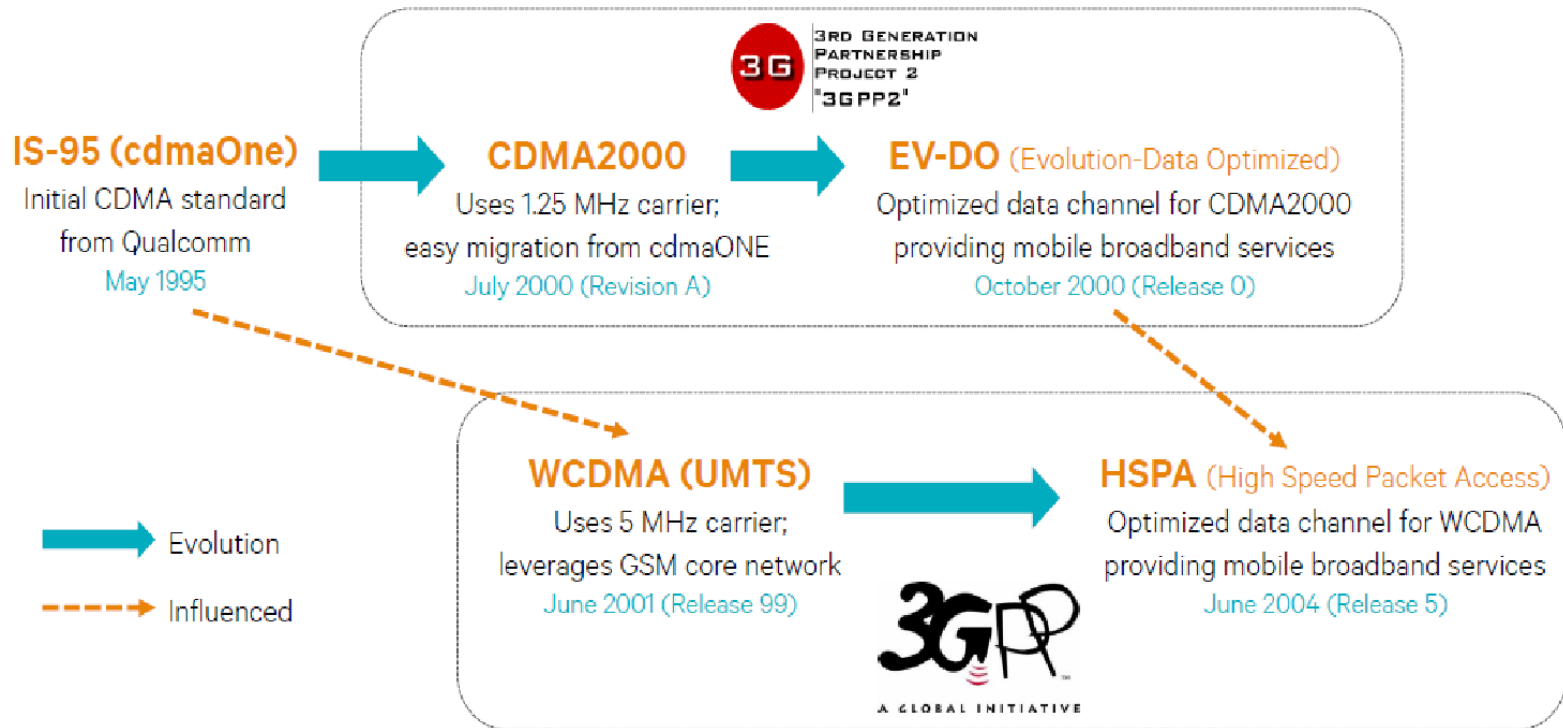 3G
3RD GENERATION
PARTNERSHIP
PROJECT 2
"3GPP2"
IS-95 (cdmaOne)
Initial CDMA standard
from Qualcomm
May 1995
CDMA2000
Uses 1.25 MHz carrier;
easy migration from cdmaONE
July 2000 (Revision A)
EV-DO (Evolution-Data Optimized)
Optimized data channel for CDMA2000
providing mobile broadband services
October 2000 (Release 0)
WCDMA (UMTS)
Uses 5 MHz carrier;
leverages GSM core network
June 2001 (Release 99)
HSPA (High Speed Packet Access)
Optimized data channel for WCDMA
providing mobile broadband services
June 2004 (Release 5)
Evolution
Influenced
3GPP™
A GLOBAL INITIATIVE